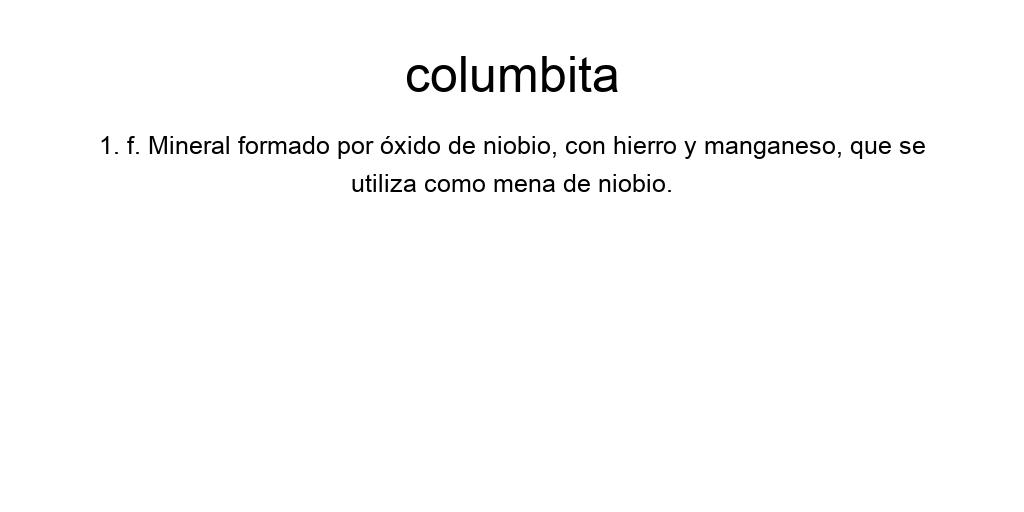 columbita
1. f. Mineral formado por óxido de niobio, con hierro y manganeso, que se
utiliza como mena de niobio.